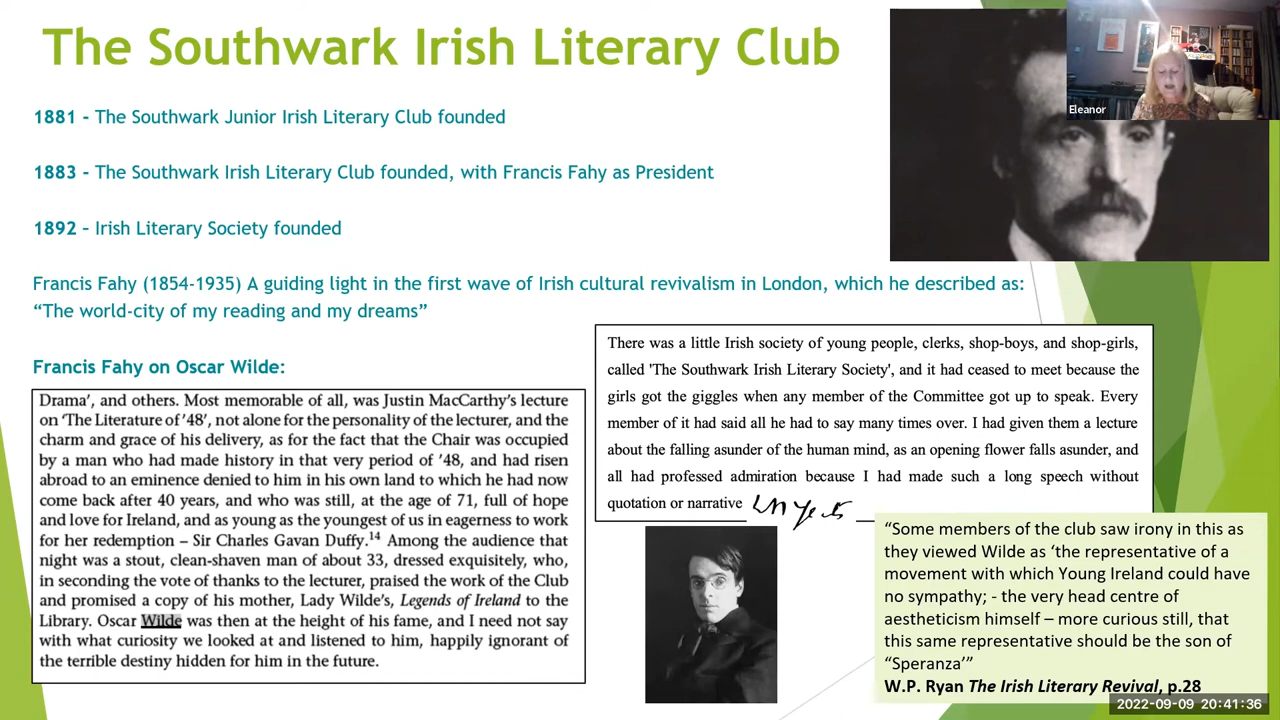 The Southwark Irish Literary Club
Eleanor
1881 - The Southwark Junior Irish Literary Club founded
1883 - The Southwark Irish Literary Club founded, with Francis Fahy as President
1892 – Irish Literary Society founded
Francis Fahy (1854-1935) A guiding light in the first wave of Irish cultural revivalism in London, which he described as:
“The world-city of my reading and my dreams”
Francis Fahy on Oscar Wilde:
Drama’, and others. Most memorable of all, was Justin MacCarthy’s lecture
on ‘The Literature of ’48’, not alone for the personality of the lecturer, and the
charm and grace of his delivery, as for the fact that the Chair was occupied
by a man who had made history in that very period of ’48, and had risen
abroad to an eminence denied to him in his own land to which he had now
come back after 40 years, and who was still, at the age of 71, full of hope
and love for Ireland, and as young as the youngest of us in eagerness to work
for her redemption – Sir Charles Gavan Duffy.14 Among the audience that
night was a stout, clean-shaven man of about 33, dressed exquisitely, who,
in seconding the vote of thanks to the lecturer, praised the work of the Club
and promised a copy of his mother, Lady Wilde’s, Legends of Ireland to the
Library. Oscar Wilde was then at the height of his fame, and I need not say
with what curiosity we looked at and listened to him, happily ignorant of
the terrible destiny hidden for him in the future.
There was a little Irish society of young people, clerks, shop-boys, and shop-girls,
called 'The Southwark Irish Literary Society', and it had ceased to meet because the
girls got the giggles when any member of the Committee got up to speak. Every
member of it had said all he had to say many times over. I had given them a lecture
about the falling asunder of the human mind, as an opening flower falls asunder, and
all had professed admiration because I had made such a long speech without
quotation or narrative WB Yeats
“Some members of the club saw irony in this as
they viewed Wilde as ‘the representative of a
movement with which Young Ireland could have
no sympathy; - the very head centre of
aestheticism himself – more curious still, that
this same representative should be the son of
“Speranza’”
W.P. Ryan The Irish Literary Revival, p.28
2022-09-09 20:41:36